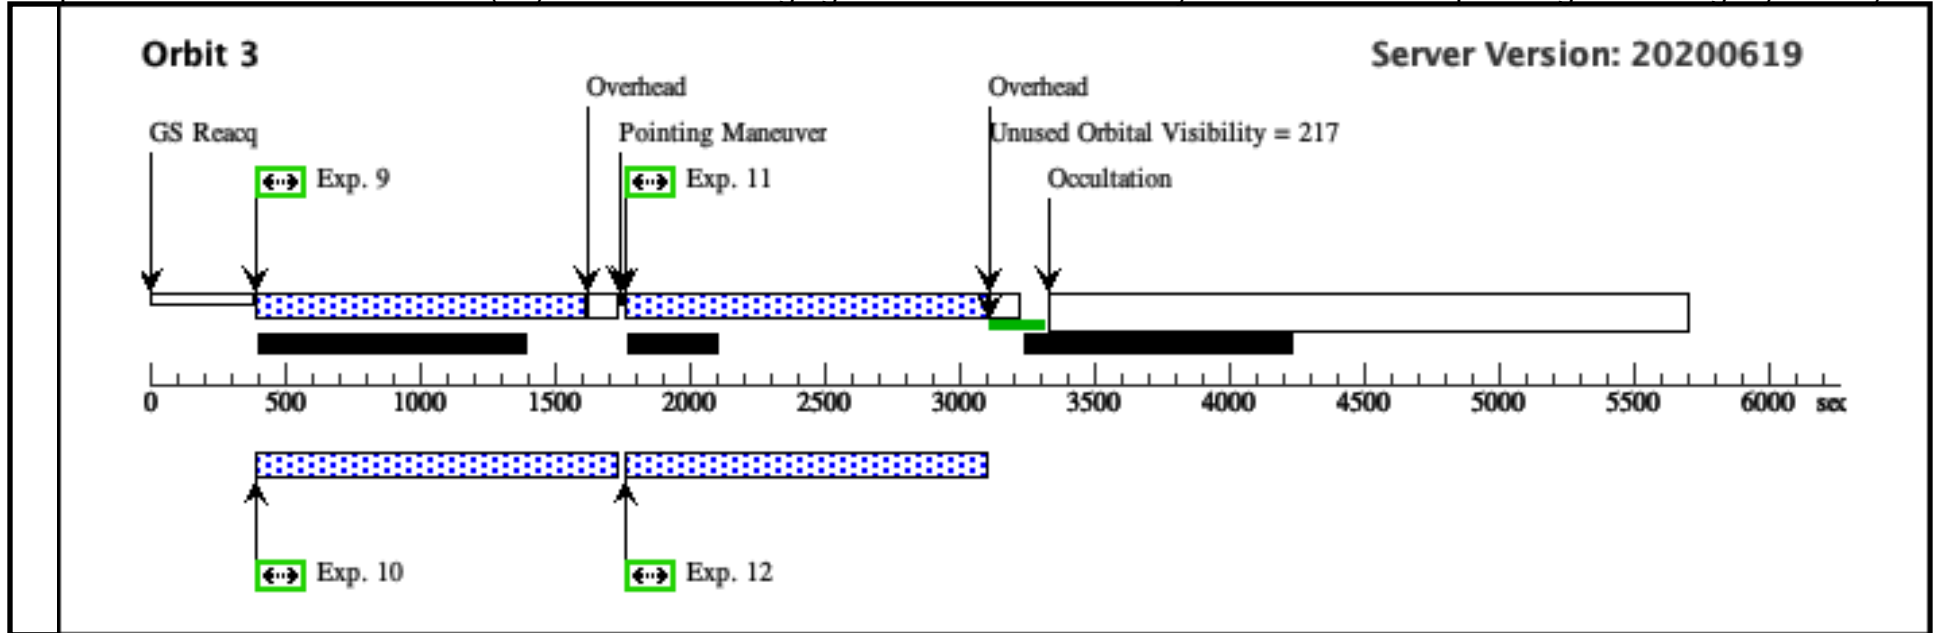 Orbit 3
Server Version: 20200619
Overhead
Overhead
GS Reacq
Pointing Maneuver
Unused Orbital Visibility = 217
Exp. 9
Exp. 11
Occultation
0 500 1000 1500 2000 2500 3000 3500 4000 4500 5000 5500 6000 sec
Exp. 10
Exp. 12